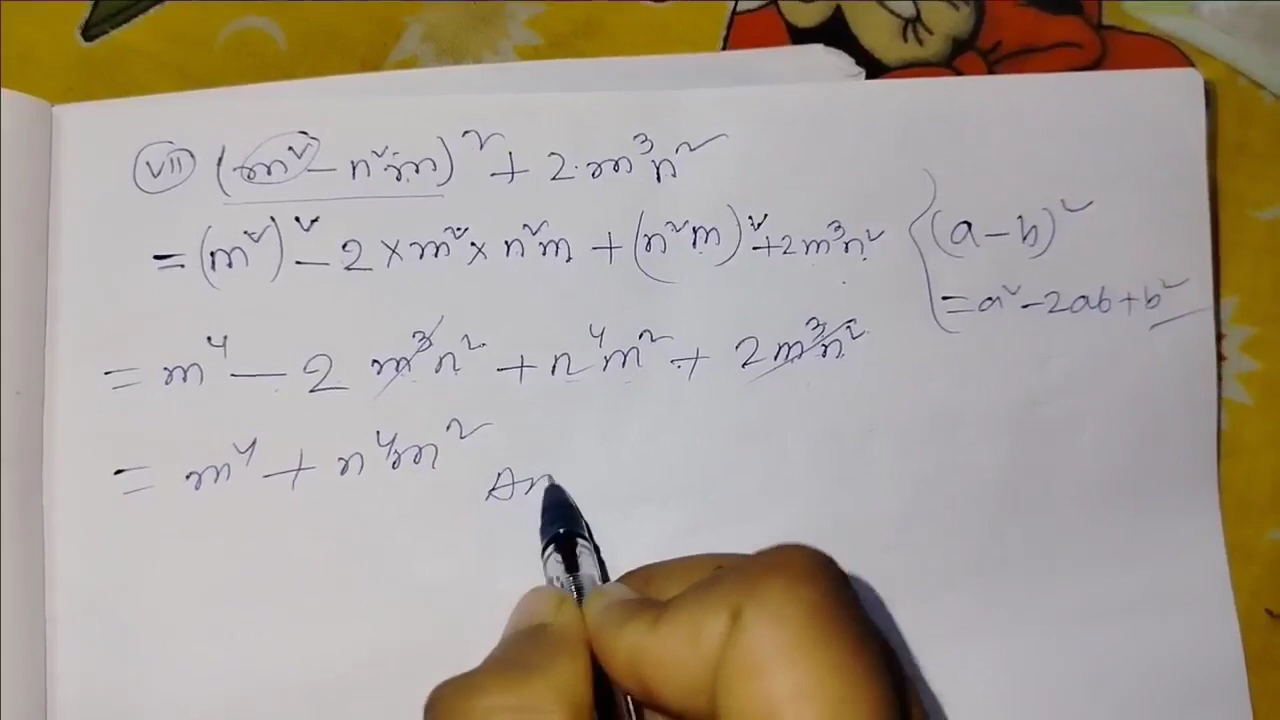 (vii) (m² - n²m)² + 2.m³n²
= (m²)² - 2 × m² × n²m + (n²m)² + 2m³n²
= m⁴ - 2 m³n² + n⁴m² + 2m³n²
= m⁴ + n⁴m² An
{(a-b)²
= a² - 2ab + b²